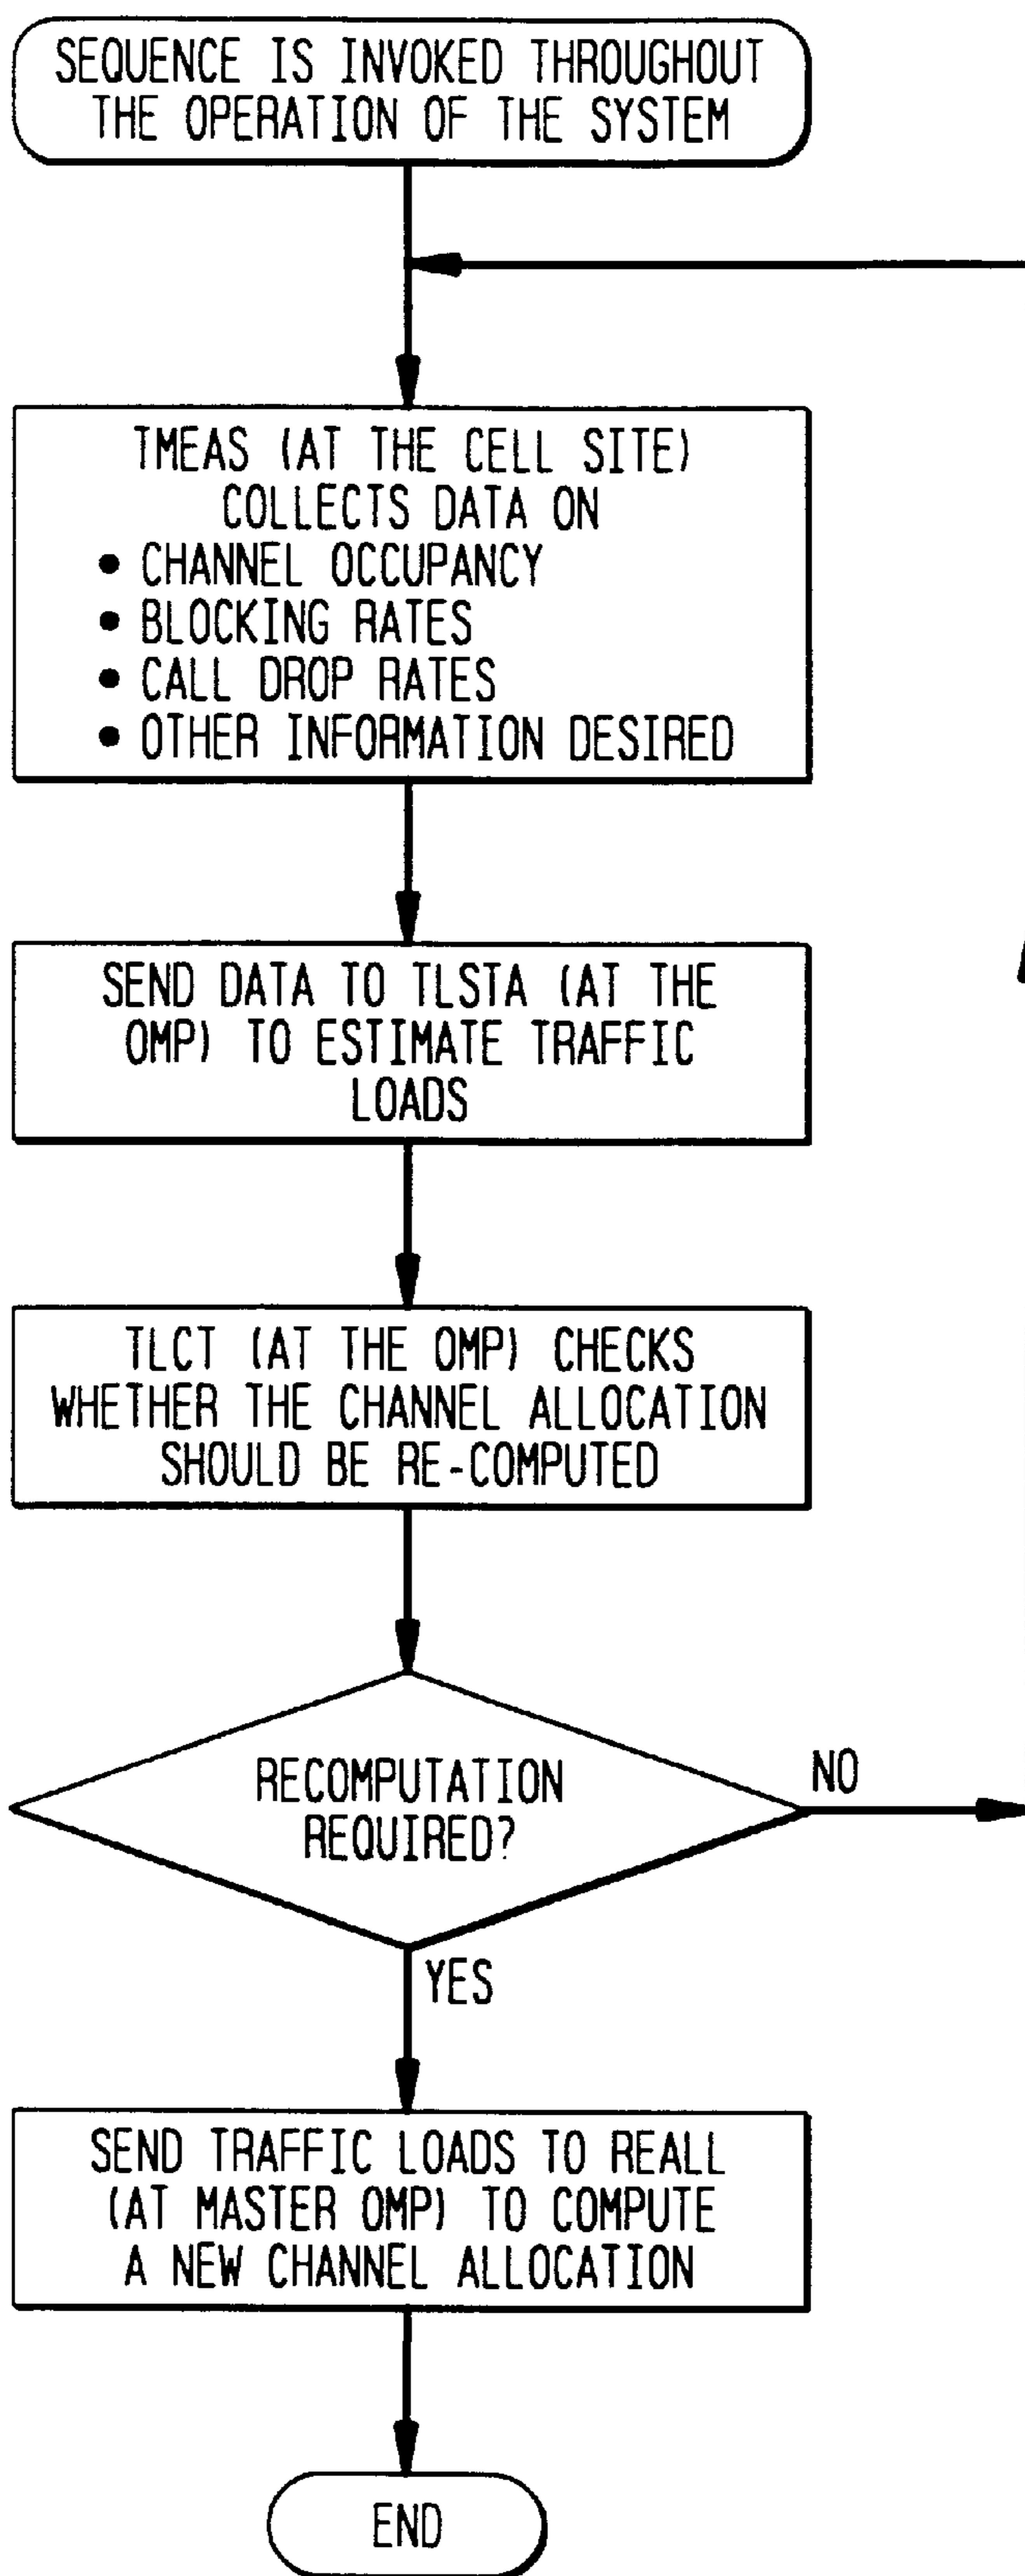 SEQUENCE IS INVOKED THROUGHOUT
THE OPERATION OF THE SYSTEM
TMEAS (AT THE CELL SITE)
COLLECTS DATA ON
• CHANNEL OCCUPANCY
• BLOCKING RATES
• CALL DROP RATES
• OTHER INFORMATION DESIRED
SEND DATA TO TLSTA (AT THE
OMP) TO ESTIMATE TRAFFIC
LOADS
TLCT (AT THE OMP) CHECKS
WHETHER THE CHANNEL ALLOCATION
SHOULD BE RE-COMPUTED
RECOMPUTATION
REQUIRED?
NO
YES
SEND TRAFFIC LOADS TO REALL
(AT MASTER OMP) TO COMPUTE
A NEW CHANNEL ALLOCATION
END